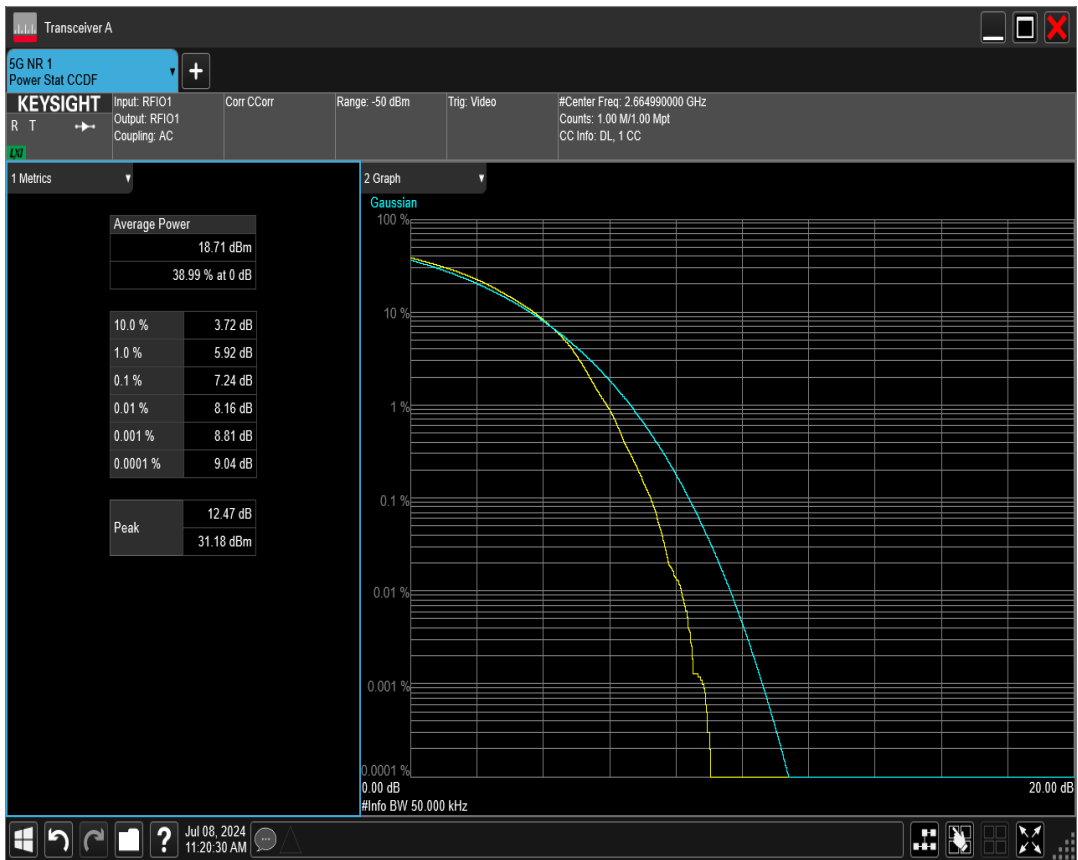 Transceiver A
5G NR 1
Power Stat CCDF
KEYSIGHT
R T
LXI
Input: RFIO1
Output: RFIO1
Coupling: AC
Corr CCorr
Range: -50 dBm
Trig: Video
#Center Freq: 2.664990000 GHz
Counts: 1.00 M/1.00 Mpt
CC Info: DL, 1 CC
1 Metrics
Average Power
18.71 dBm
38.99 % at 0 dB
10.0 % 3.72 dB
1.0 % 5.92 dB
0.1 % 7.24 dB
0.01 % 8.16 dB
0.001 % 8.81 dB
0.0001 % 9.04 dB
Peak
12.47 dB
31.18 dBm
2 Graph
Gaussian
100 %
10 %
1 %
0.1 %
0.01 %
0.001 %
0.0001 %
0.00 dB 20.00 dB
#Info BW 50.000 kHz
?
Jul 08, 2024
11:20:30 AM